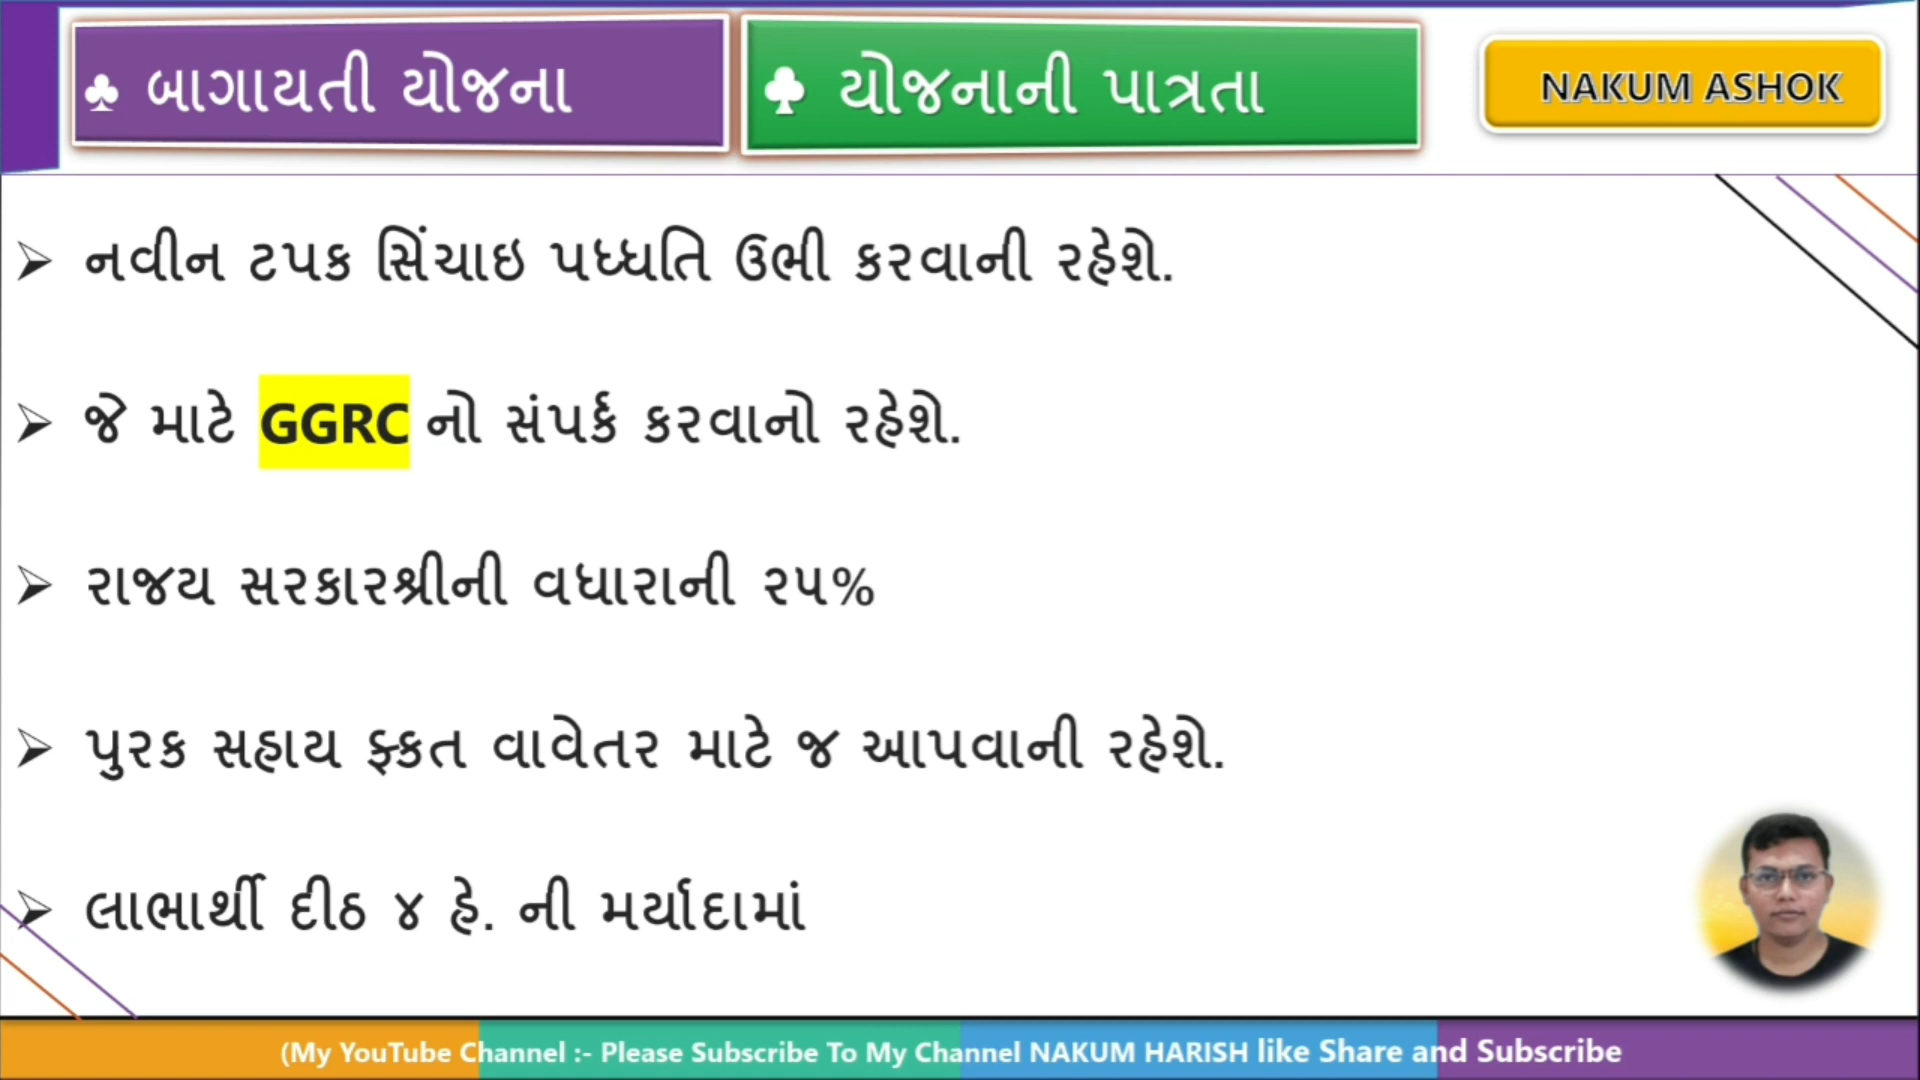 ♣ બાગાયતી યોજના
♣ યોજનાની પાત્રતા
NAKUM ASHOK
➢ નવીન ટપક સિંચાઇ પધ્ધતિ ઉભી કરવાની રહેશે.
➢ જે માટે GGRC નો સંપર્ક કરવાનો રહેશે.
➢ રાજય સરકારશ્રીની વધારાની ૨૫%
➢ પુરક સહાય ફ્કત વાવેતર માટે જ આપવાની રહેશે.
➢ લાભાર્થી દીઠ ૪ હે. ની મર્યાદામાં
(My YouTube Channel :- Please Subscribe To My Channel NAKUM HARISH like Share and Subscribe